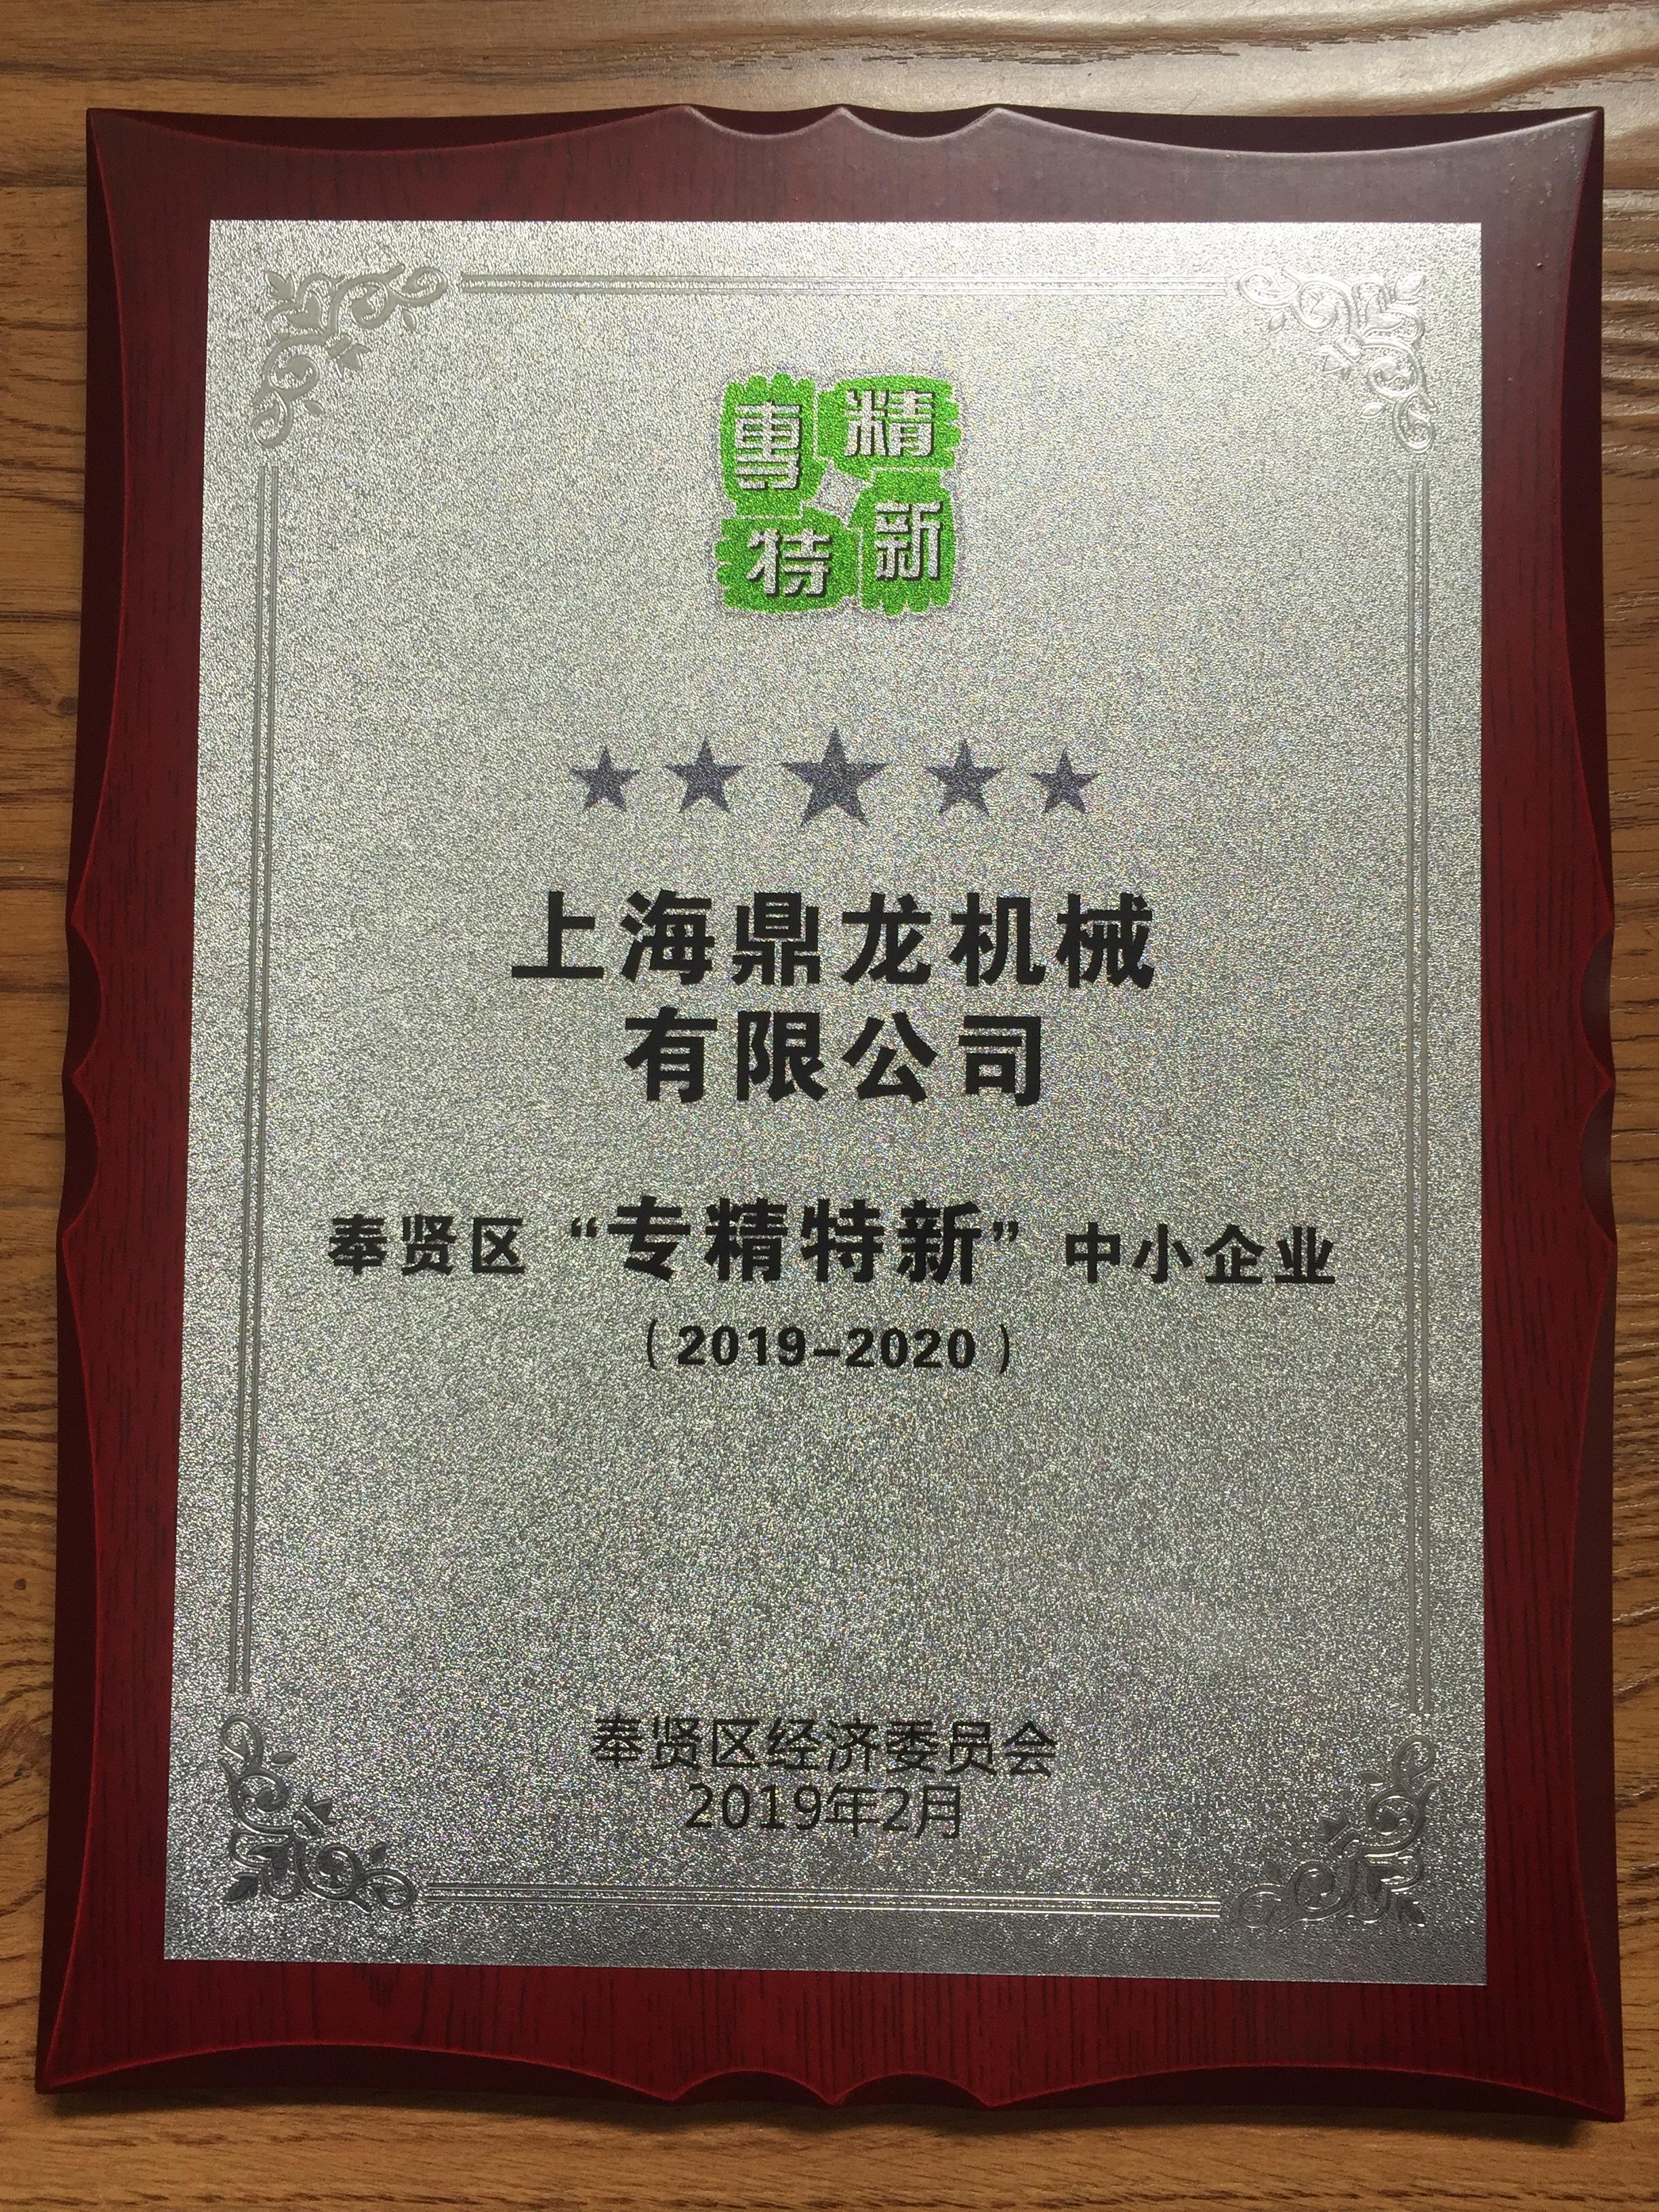 專精
特新
上海鼎龙机械
有限公司
奉贤区“专精特新”中小企业
(2019-2020)
奉贤区经济委员会
2019年2月